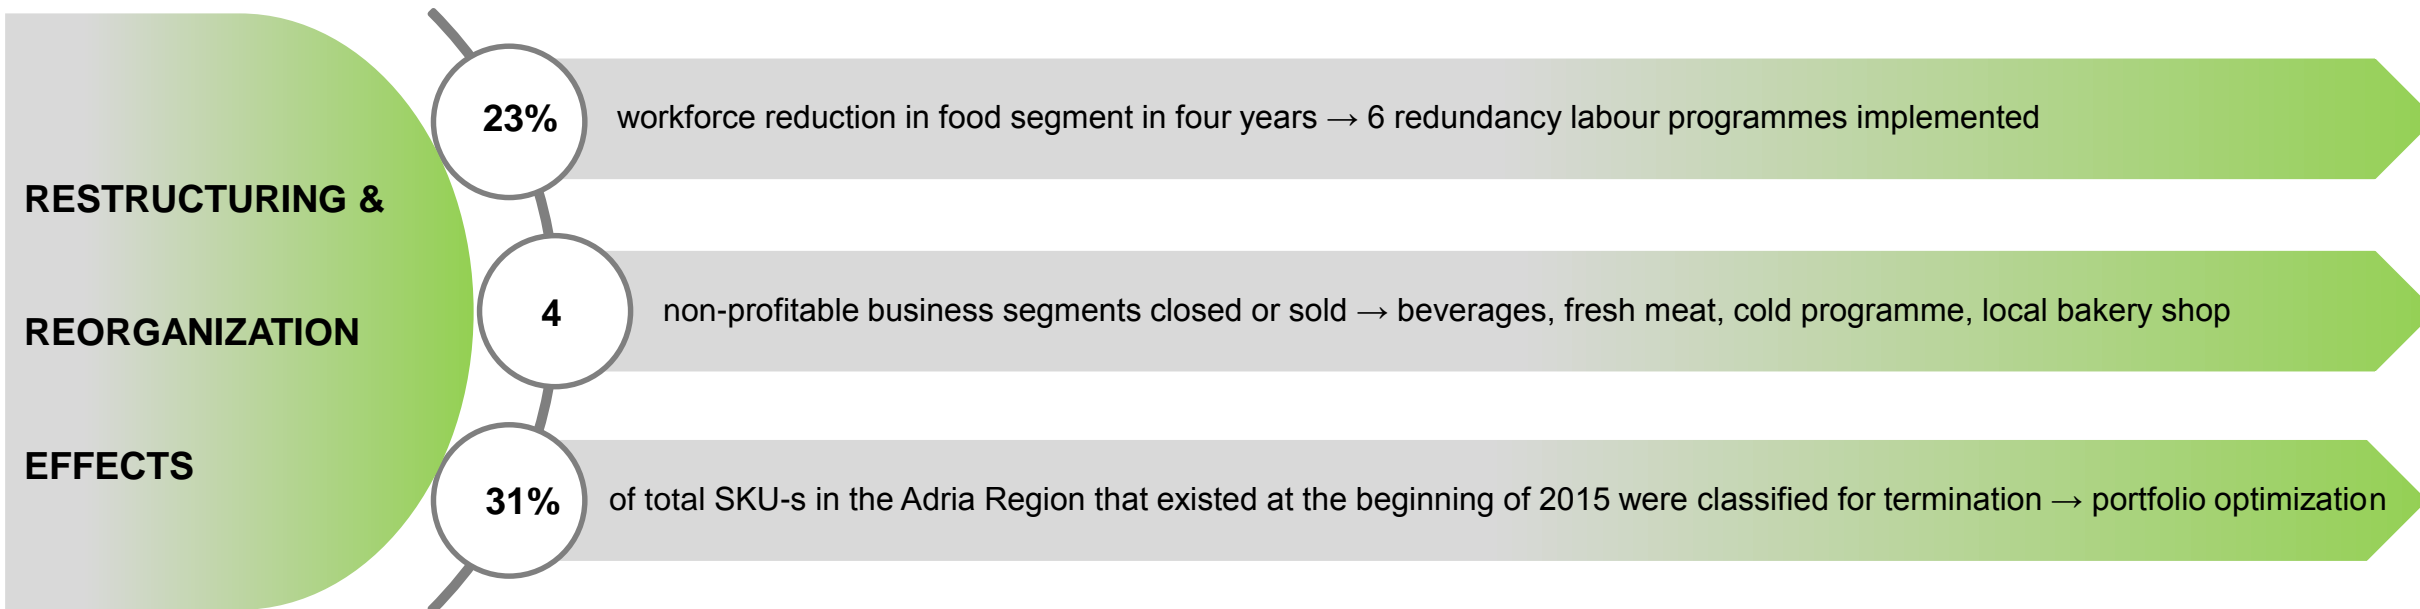 RESTRUCTURING &
REORGANIZATION
EFFECTS
23%
workforce reduction in food segment in four years → 6 redundancy labour programmes implemented
4
non-profitable business segments closed or sold → beverages, fresh meat, cold programme, local bakery shop
31%
of total SKU-s in the Adria Region that existed at the beginning of 2015 were classified for termination → portfolio optimization